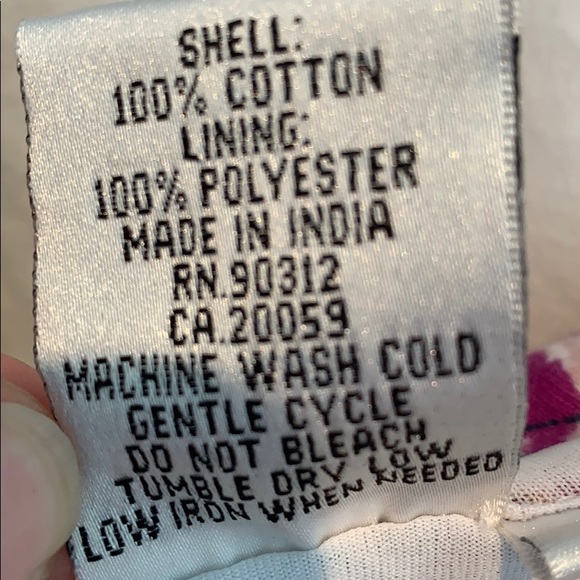 SHELL:
100% COTTON
LINING:
100% POLYESTER
MADE IN INDIA
RN.90312
CA.20059
MACHINE WASH COLD
GENTLE CYCLE
DO NOT BLEACH
TUMBLE DRY LOW
LOW IRON WHEN NEEDED